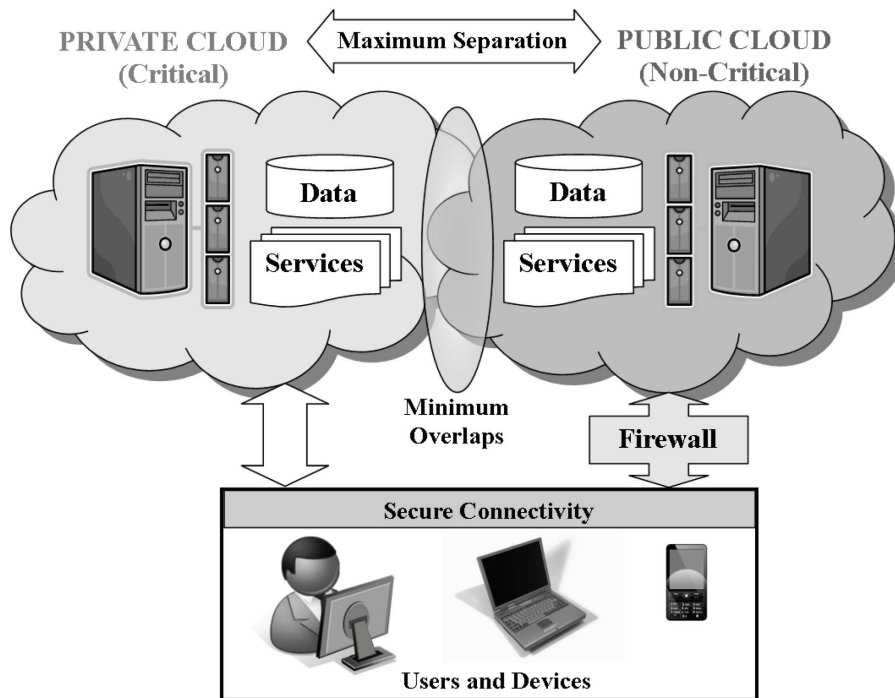 PRIVATE CLOUD
(Critical)
Maximum Separation
PUBLIC CLOUD
(Non-Critical)
Data
Services
Data
Services
Minimum
Overlaps
Firewall
Secure Connectivity
Users and Devices